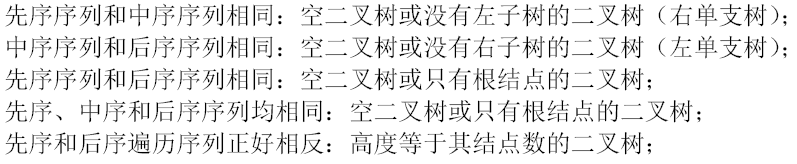 先序序列和中序序列相同：空二叉树或没有左子树的二叉树（右单支树）；
中序序列和后序序列相同：空二叉树或没有右子树的二叉树（左单支树）；
先序序列和后序序列相同：空二叉树或只有根结点的二叉树；
先序、中序和后序序列均相同：空二叉树或只有根结点的二叉树；
先序和后序遍历序列正好相反：高度等于其结点数的二叉树；